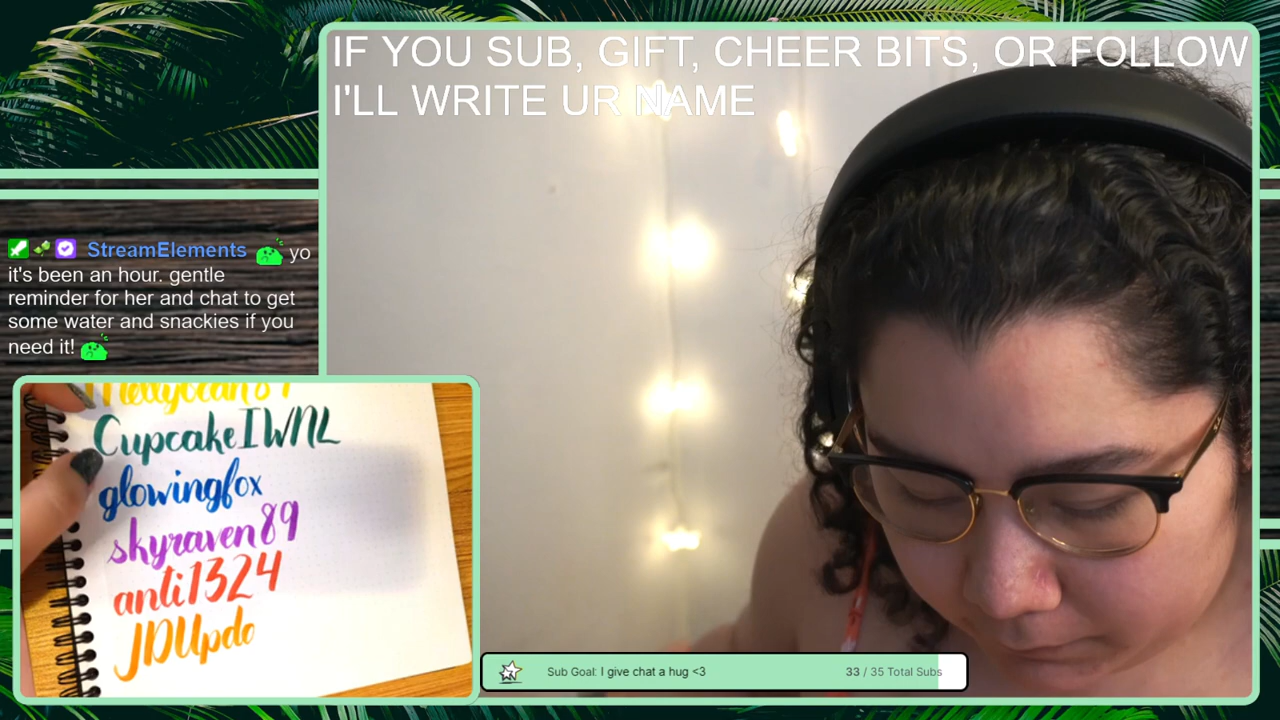 IF YOU SUB, GIFT, CHEER BITS, OR FOLLOW
I'LL WRITE UR NAME
StreamElements yo
it's been an hour. gentle
reminder for her and chat to get
some water and snackies if you
need it!
CupcakeIWNL
glowingfox
skyraven89
anti1324
JDUpdo
Sub Goal: I give chat a hug <3
33 / 35 Total Subs